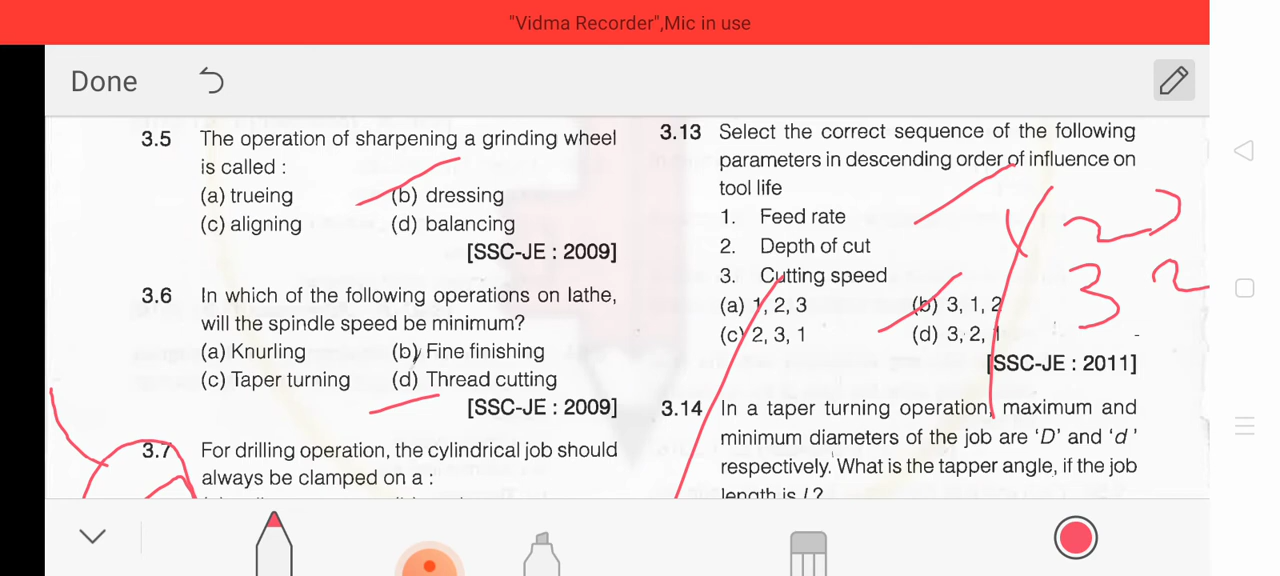 "Vidma Recorder",Mic in use
Done
3.5 The operation of sharpening a grinding wheel
is called :
(a) trueing (b) dressing
(c) aligning (d) balancing
[SSC-JE : 2009]
3.6 In which of the following operations on lathe,
will the spindle speed be minimum?
(a) Knurling (b) Fine finishing
(c) Taper turning (d) Thread cutting
[SSC-JE : 2009]
3.7 For drilling operation, the cylindrical job should
always be clamped on a :
3.13 Select the correct sequence of the following
parameters in descending order of influence on
tool life
1. Feed rate
2. Depth of cut
3. Cutting speed
(a) 1, 2, 3 (b) 3, 1, 2
(c) 2, 3, 1 (d) 3, 2, 1
[SSC-JE : 2011]
3.14 In a taper turning operation, maximum and
minimum diameters of the job are 'D' and 'd'
respectively. What is the tapper angle, if the job
length is l ?
3 2